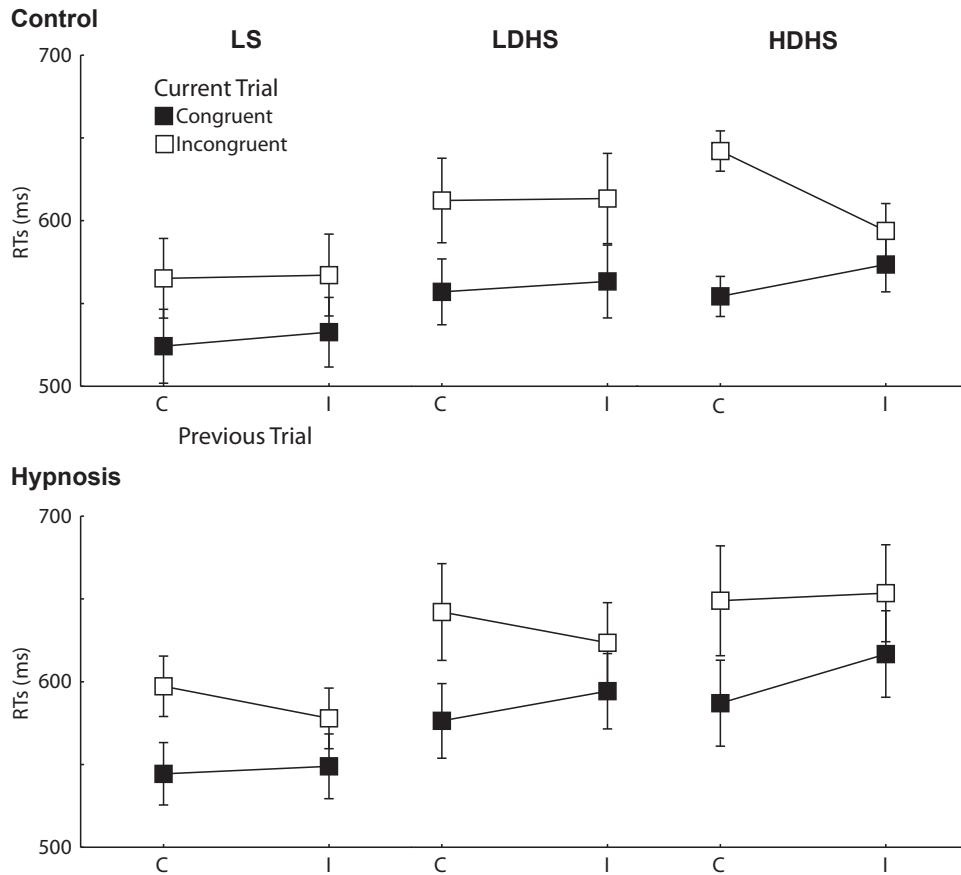 Control
LS LDHS HDHS
700
Current Trial
Congruent
Incongruent
RTs (ms)
600
500
C I C I C I
Previous Trial
Hypnosis
700
RTs (ms)
600
500
C I C I C I